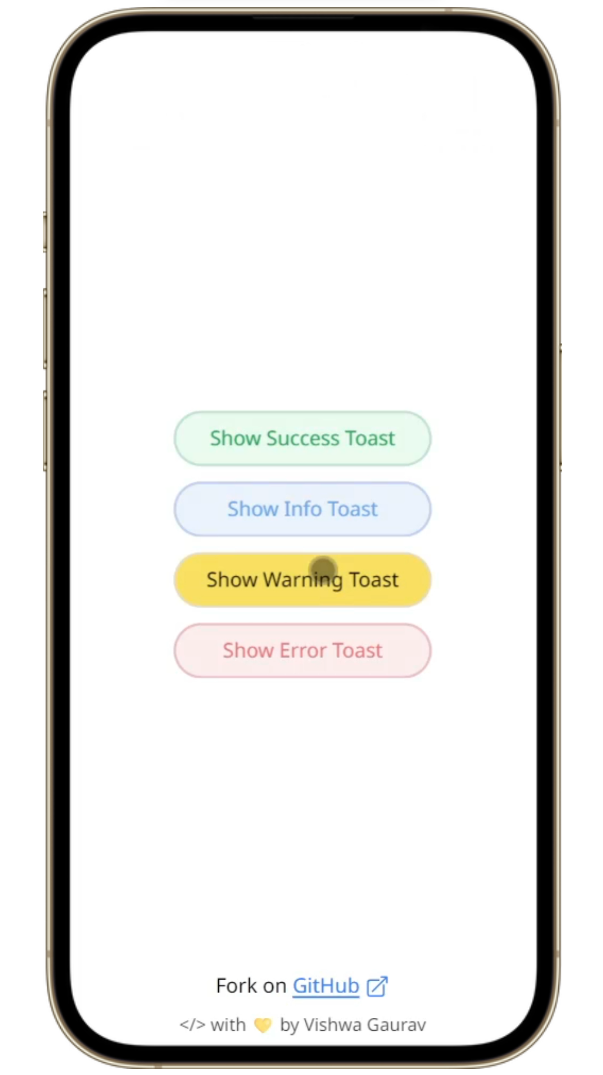 Show Success Toast
Show Info Toast
Show Warning Toast
Show Error Toast
Fork on GitHub
</> with 💛 by Vishwa Gaurav